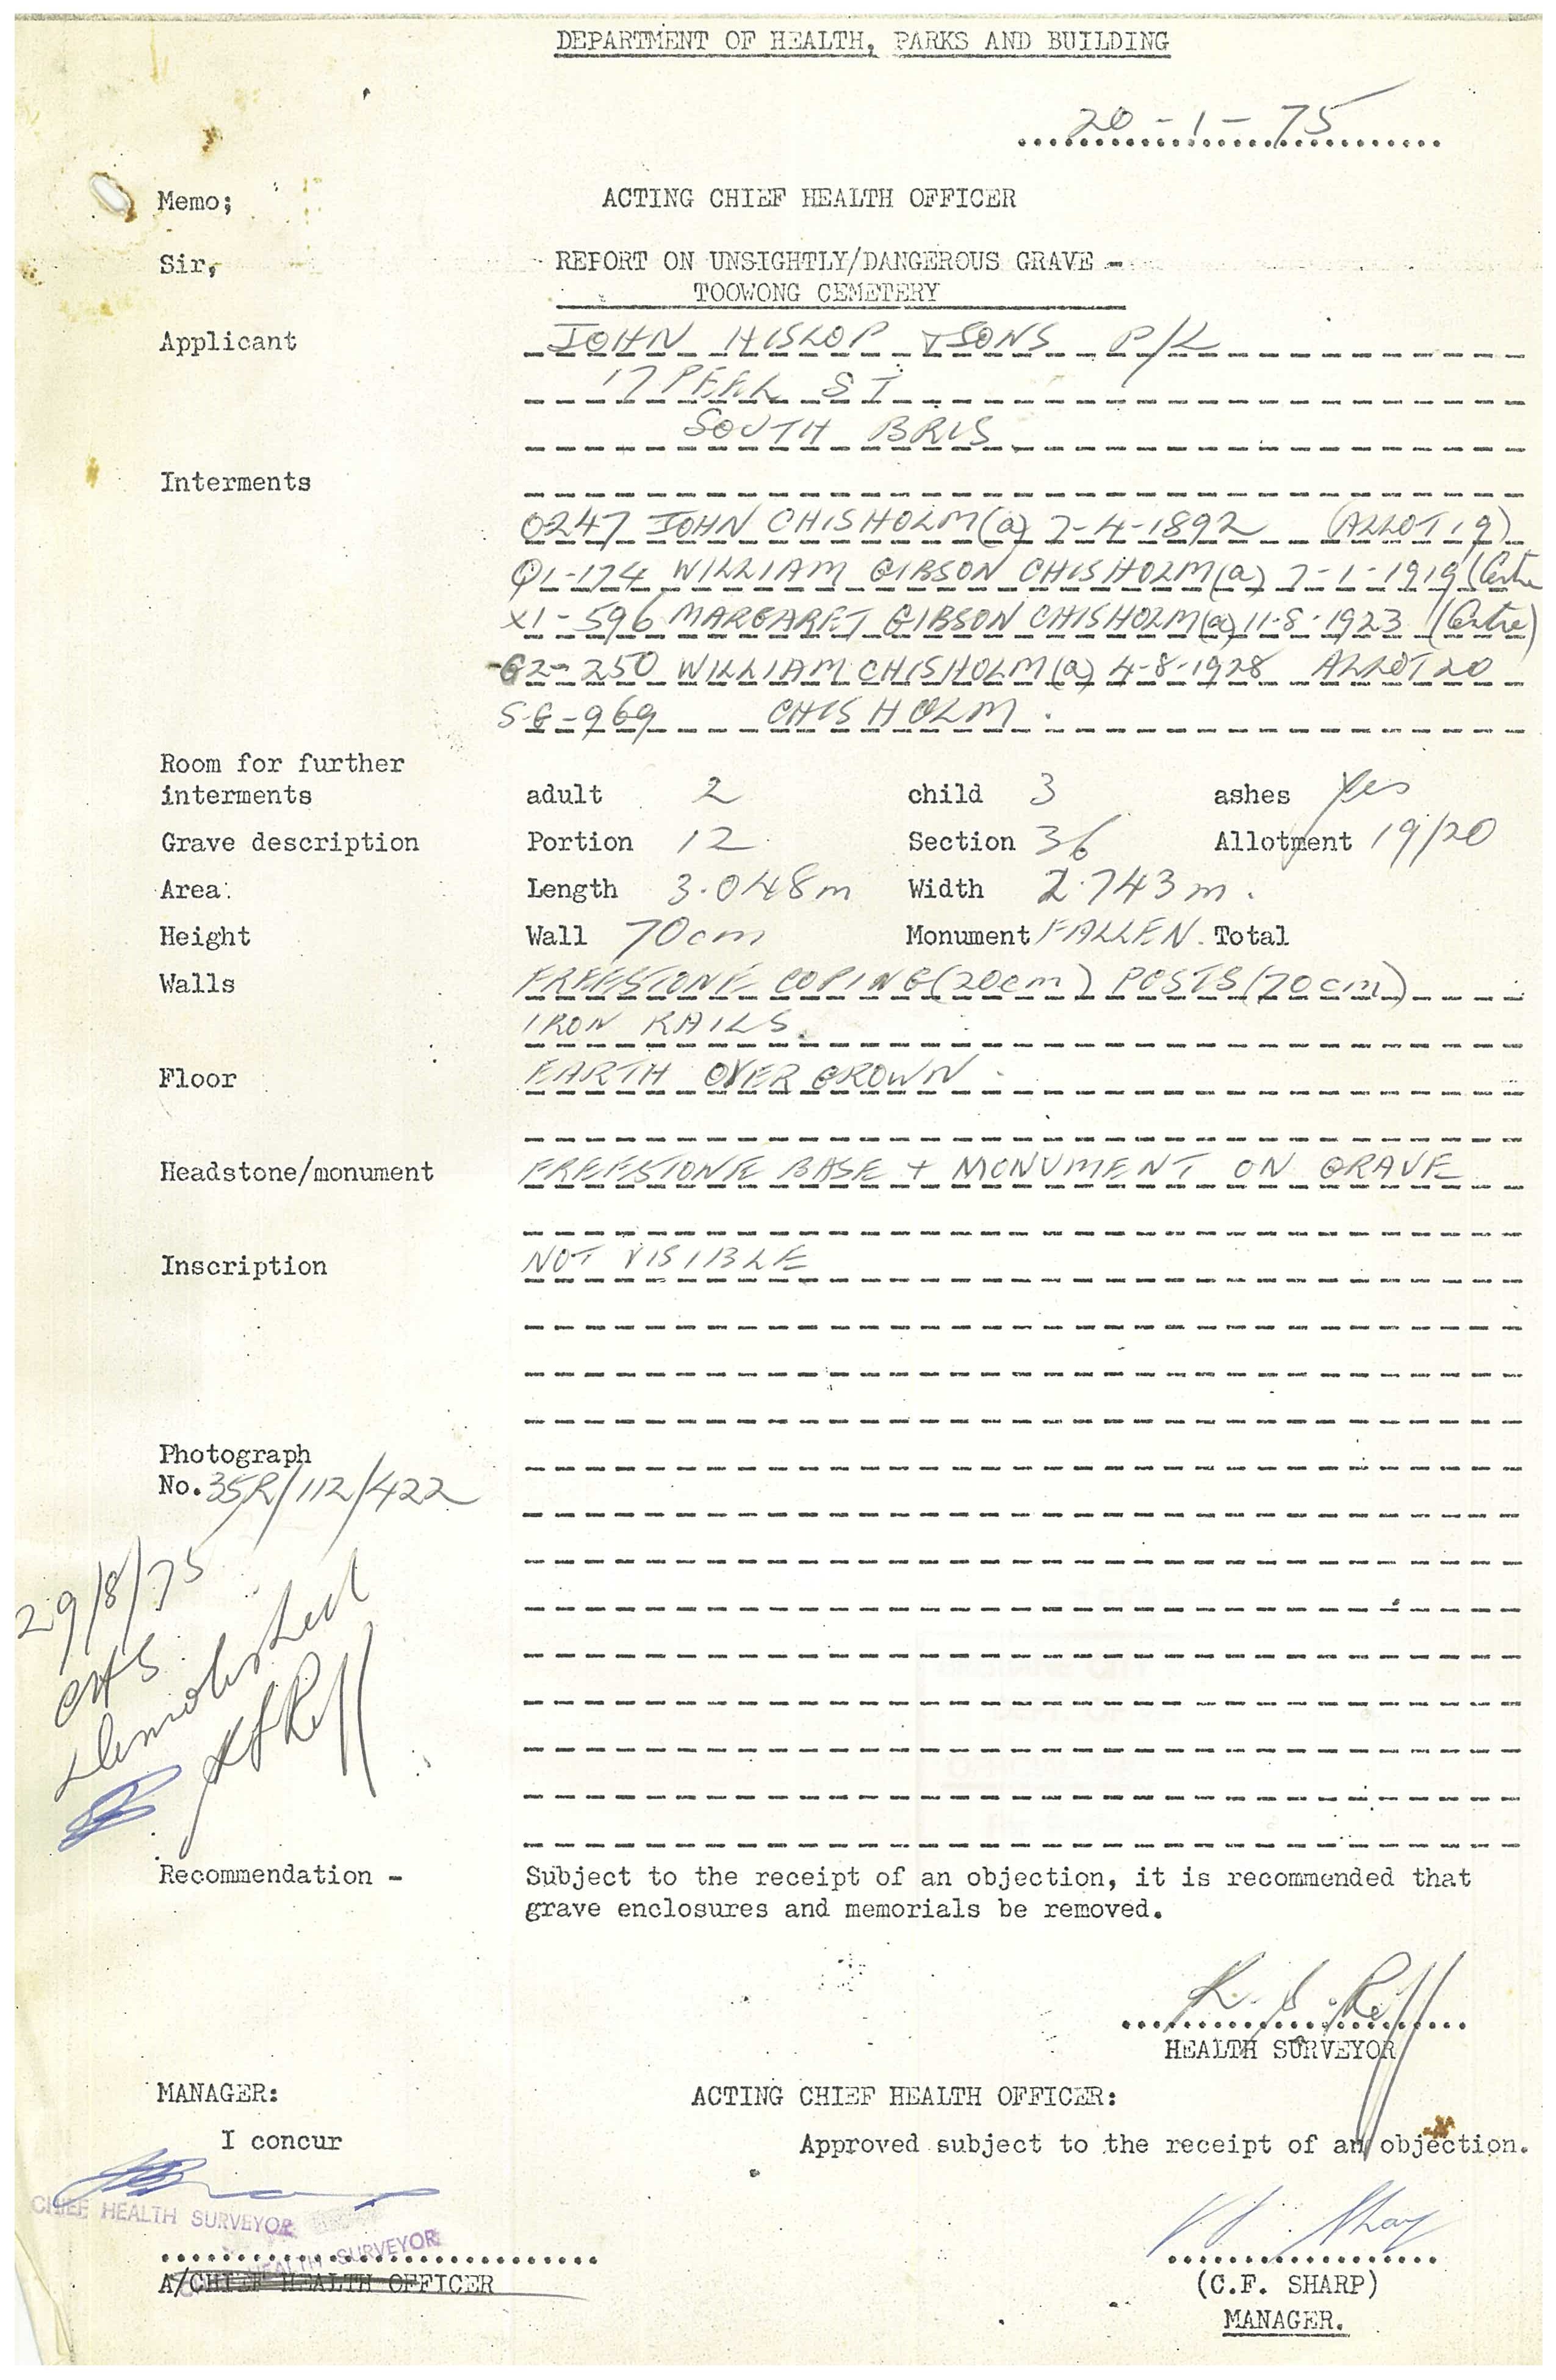 DEPARTMENT OF HEALTH, PARKS AND BUILDING
20-1-75
Memo; ACTING CHIEF HEALTH OFFICER
Sir, REPORT ON UNSIGHTLY/DANGEROUS GRAVE -
TOOWONG CEMETERY
Applicant JOHN HISLOP & SONS P/L
17 PEEL ST
SOUTH BRIS
Interments
0247 JOHN CHISHOLM (a) 7-4-1892 (ALLOT 19)
Q1-174 WILLIAM GIBSON CHISHOLM (a) 7-1-1919 (Centre
X1-596 MARGARET GIBSON CHISHOLM (a) 11-8-1923 (Centre)
G2-250 WILLIAM CHISHOLM (a) 4-8-1928 ALLOT 20
S.G-969 CHISHOLM.
Room for further
interments adult 2 child 3 ashes Yes
Grave description Portion 12 Section 36 Allotment 19/20
Area: Length 3.048m Width 2.743m.
Height Wall 70cm Monument FALLEN. Total
Walls FREESTONE COPING (20cm) POSTS (70cm)
IRON RAILS.
Floor EARTH OVERGROWN.
Headstone/monument FREESTONE BASE + MONUMENT ON GRAVE
Inscription NOT VISIBLE
Photograph
No. 35R/112/422
29/8/75
CHS
Demolished
Recommendation - Subject to the receipt of an objection, it is recommended that
grave enclosures and memorials be removed.
HEALTH SURVEYOR
MANAGER: ACTING CHIEF HEALTH OFFICER:
I concur Approved subject to the receipt of an objection.
CHIEF HEALTH SURVEYOR
HEALTH SURVEYOR
A/CHIEF HEALTH OFFICER (C.F. SHARP)
MANAGER.